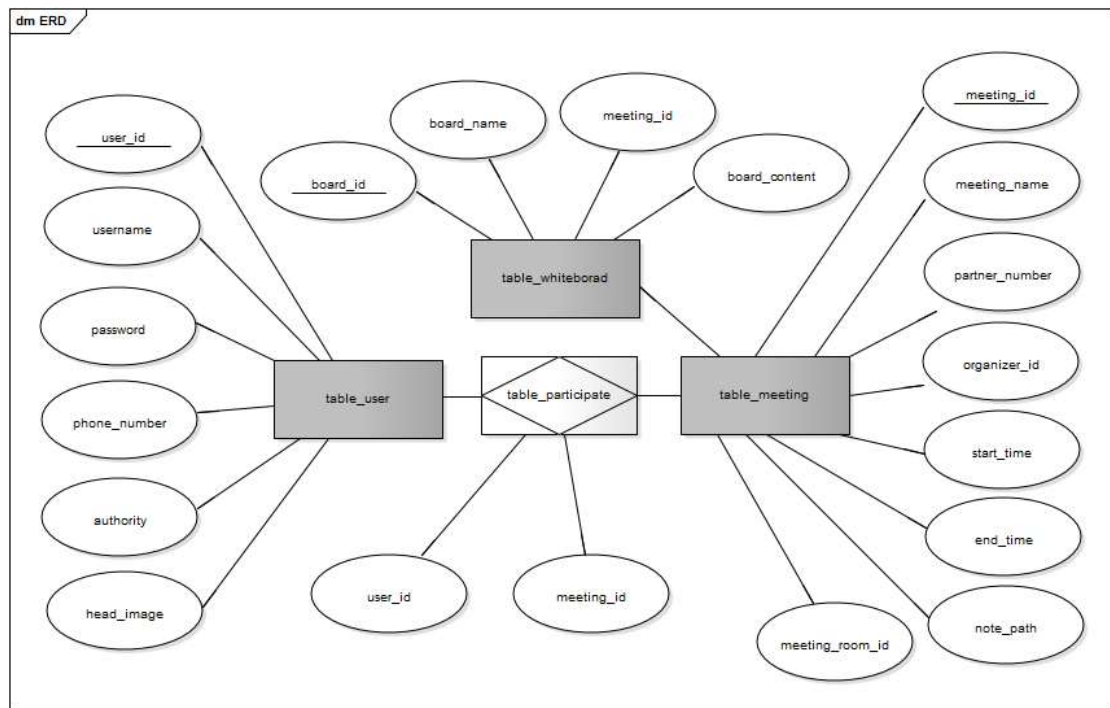 dm ERD
user_id
username
password
phone_number
authority
head_image
table_user
board_id
board_name
meeting_id
board_content
table_whiteborad
table_participate
user_id
meeting_id
table_meeting
meeting_id
meeting_name
partner_number
organizer_id
start_time
end_time
note_path
meeting_room_id